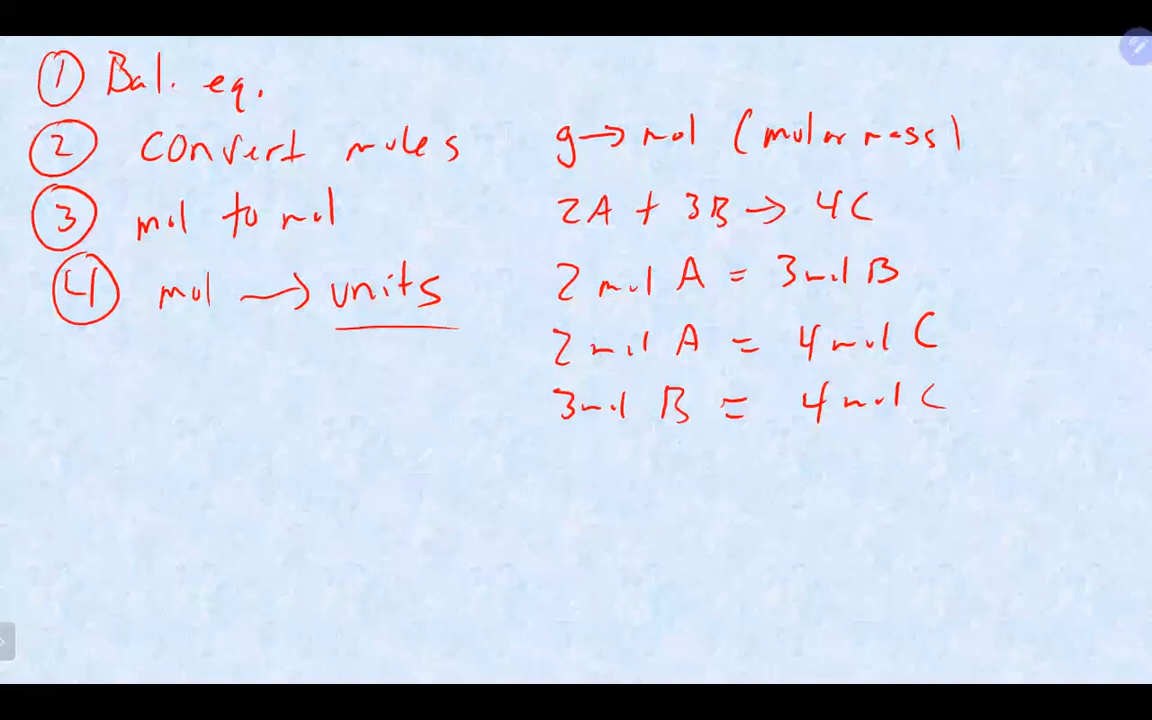 ① Bal. eq.
② convert moles
③ mol to mol
④ mol → units
g → mol (molar mass)
2A + 3B → 4C
2 mol A = 3 mol B
2 mol A = 4 mol C
3 mol B = 4 mol C